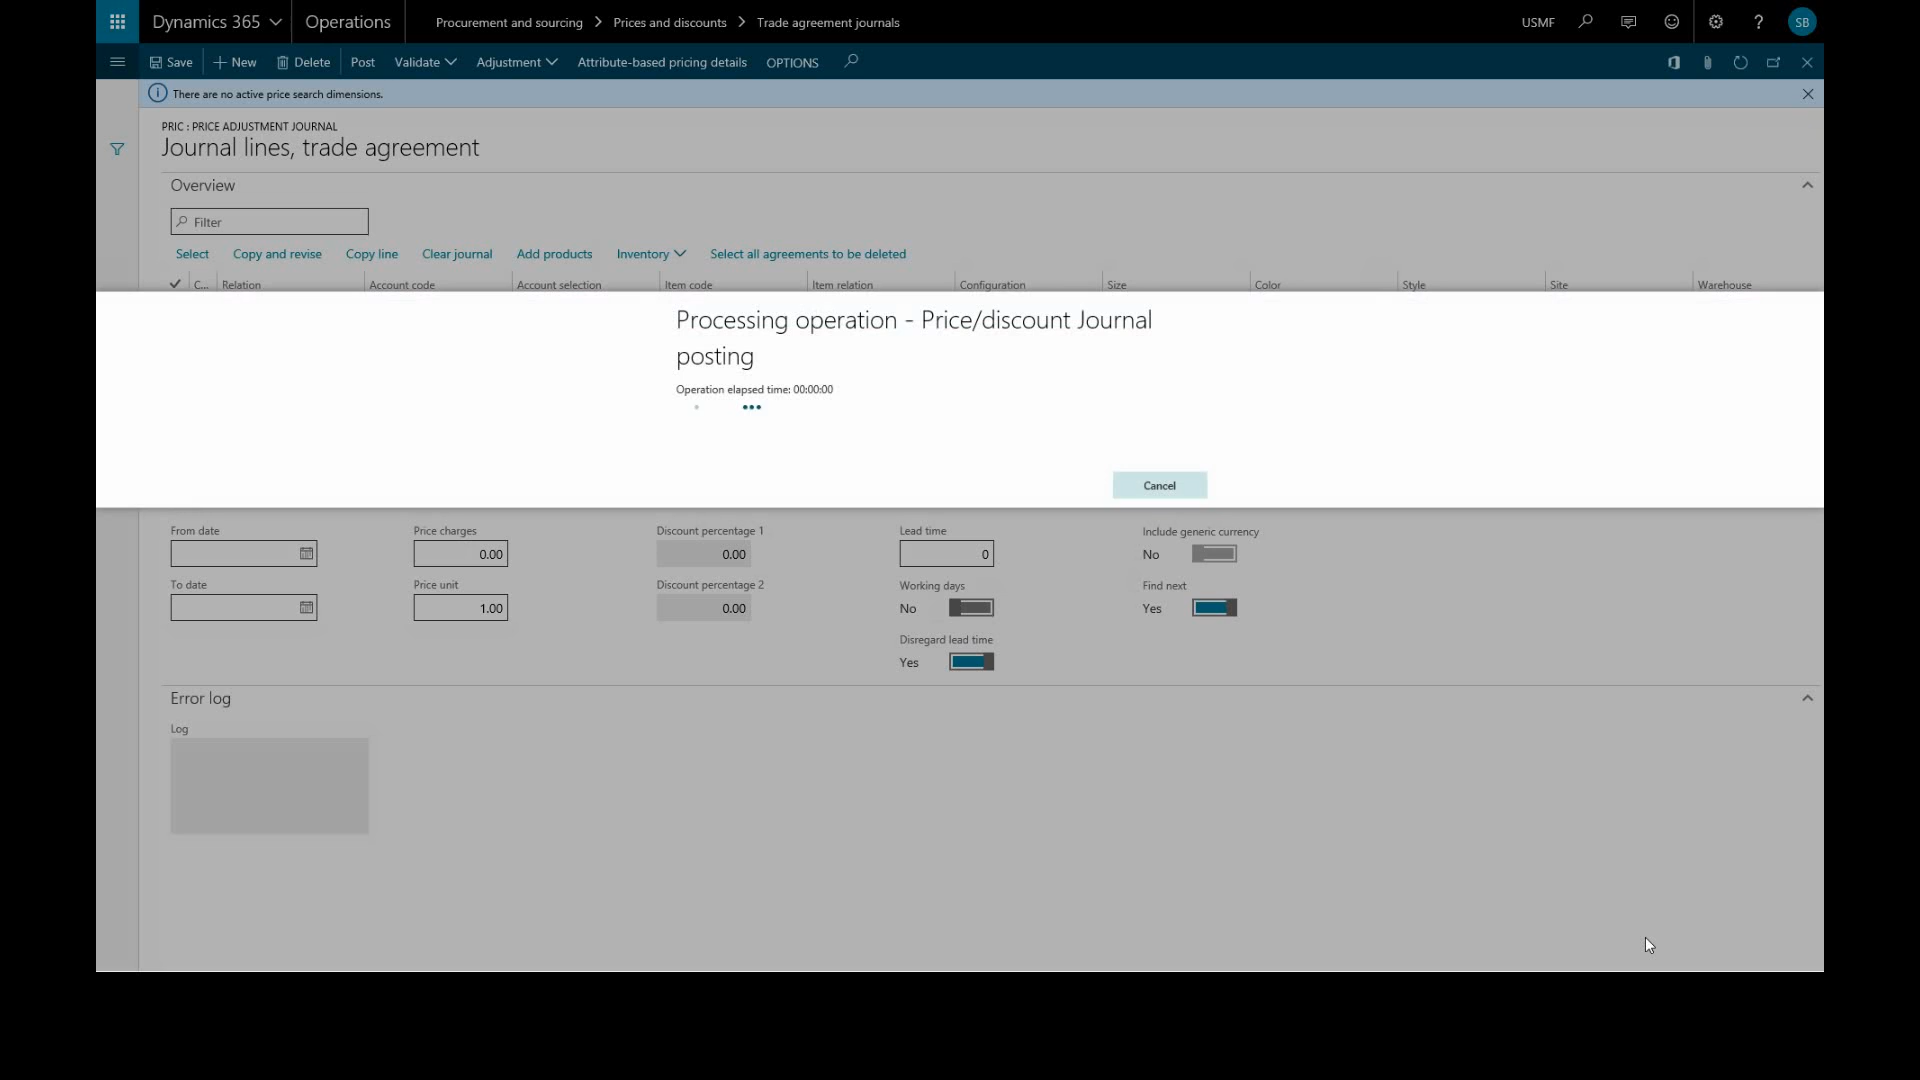 Dynamics 365 Operations Procurement and sourcing Prices and discounts Trade agreement journals USMF ? SB
Save New Delete Post Validate Adjustment Attribute-based pricing details OPTIONS
There are no active price search dimensions.
PRIC : PRICE ADJUSTMENT JOURNAL
Journal lines, trade agreement
Overview
Filter
Select Copy and revise Copy line Clear journal Add products Inventory Select all agreements to be deleted
C... Relation Account code Account selection Item code Item relation Configuration Size Color Style Site Warehouse
Processing operation - Price/discount Journal
posting
Operation elapsed time: 00:00:00
Cancel
From date Price charges Discount percentage 1 Lead time Include generic currency
0.00 0.00 0 No
To date Price unit Discount percentage 2 Working days Find next
1.00 0.00 No Yes
Disregard lead time
Yes
Error log
Log